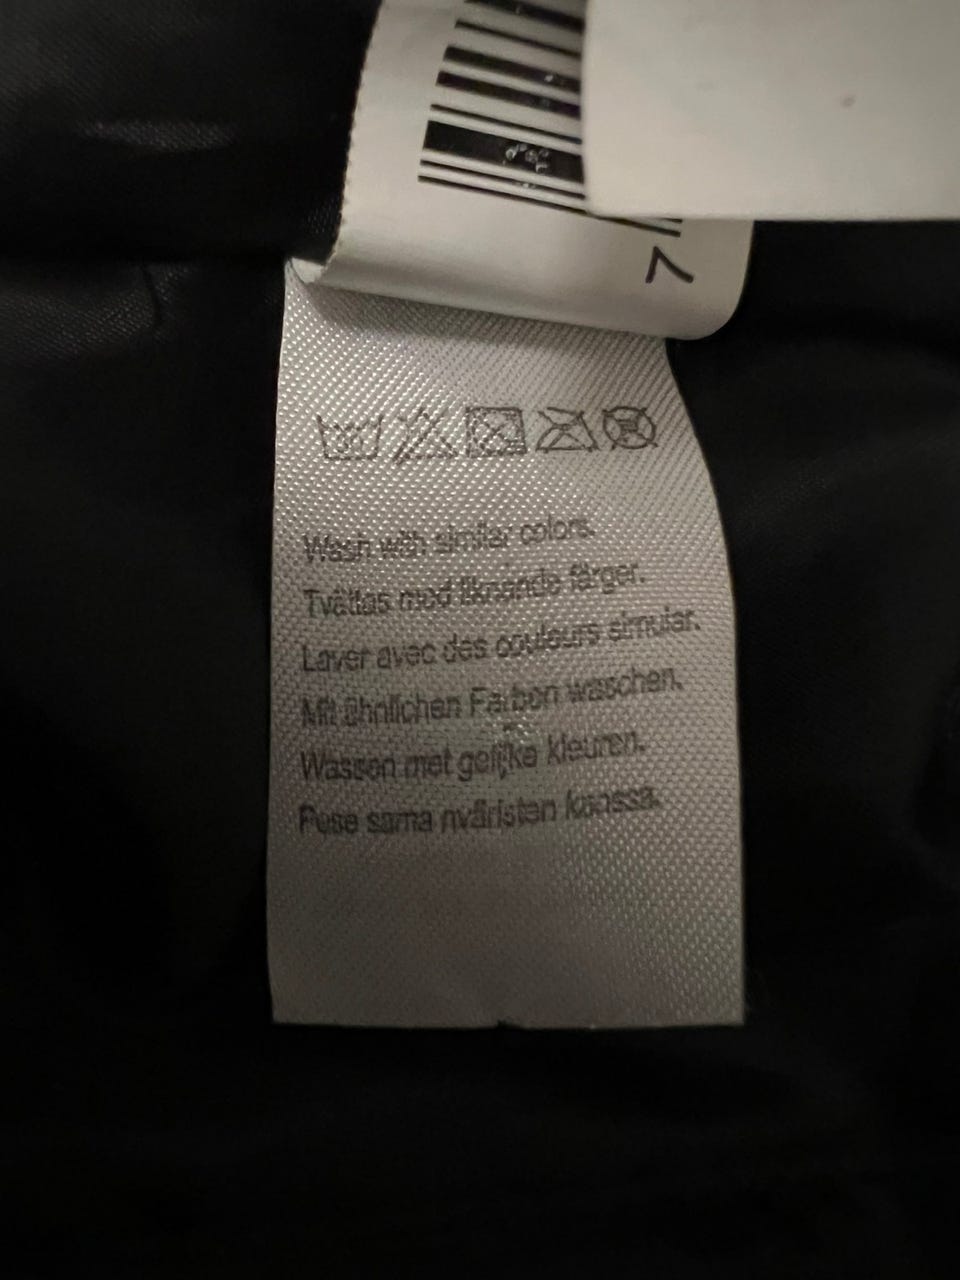 7
Wash with similar colors.
Tvättas med liknande färger.
Laver avec des couleurs simular.
Mit ähnlichen Farben waschen.
Wassen met gelijke kleuren.
Pese sama nväristen kanssa.